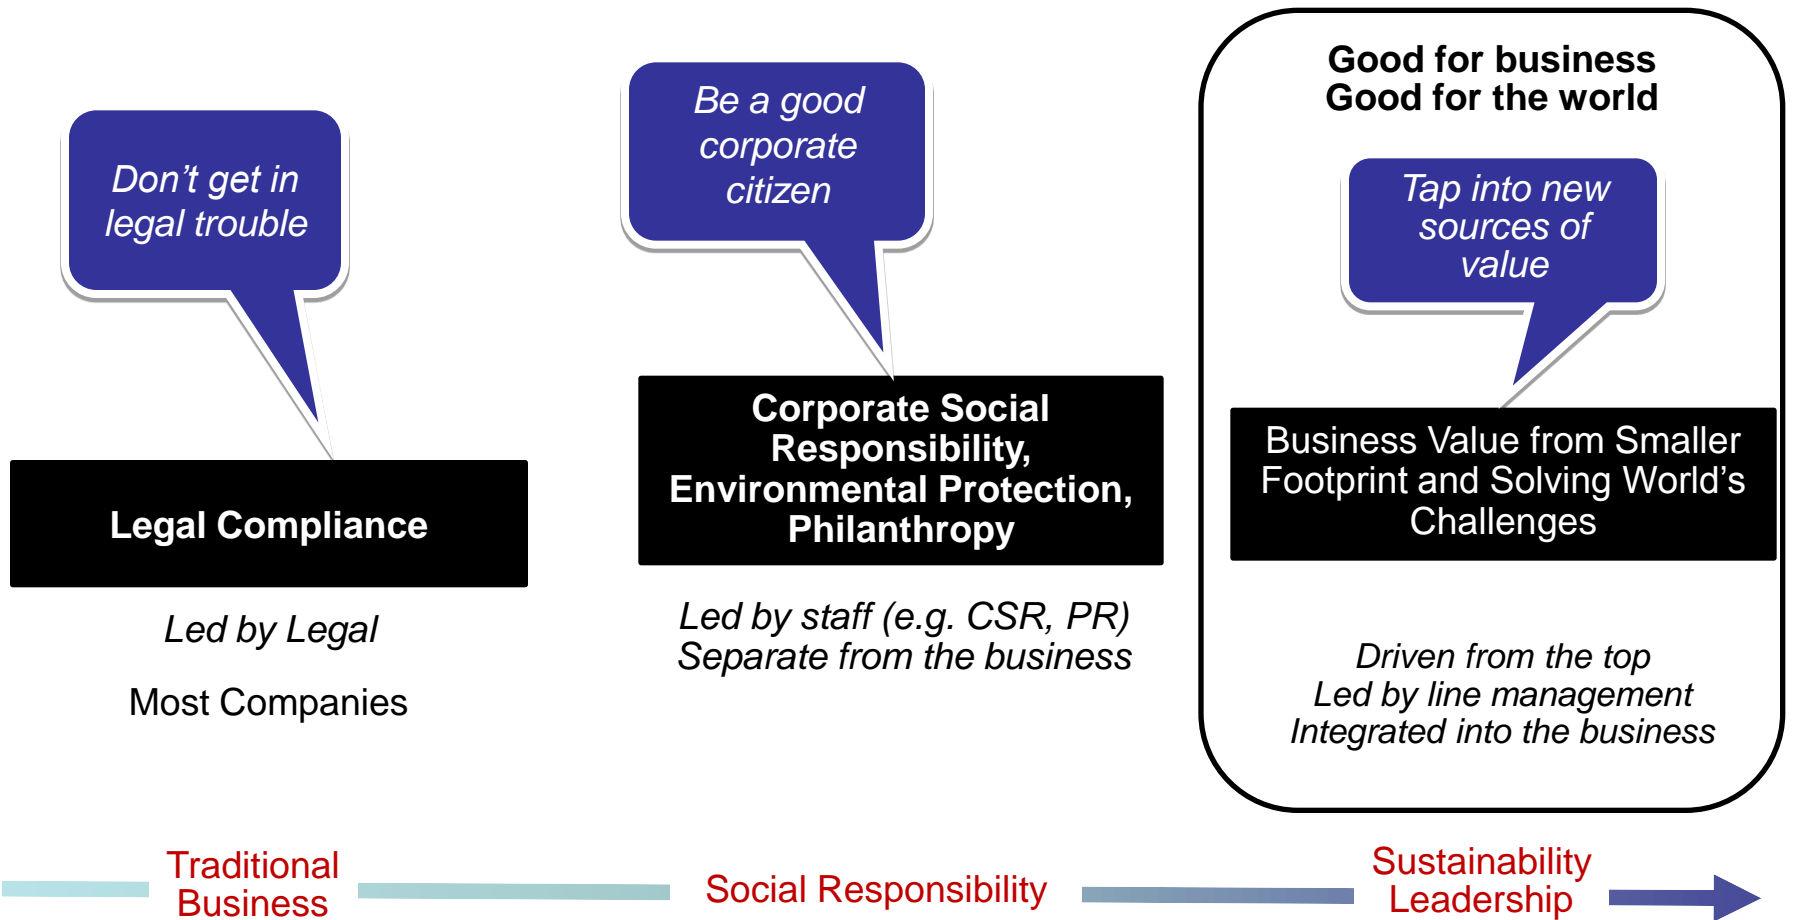 Don’t get in
legal trouble
Legal Compliance
Led by Legal
Most Companies
Be a good
corporate
citizen
Corporate Social
Responsibility,
Environmental Protection,
Philanthropy
Led by staff (e.g. CSR, PR)
Separate from the business
Good for business
Good for the world
Tap into new
sources of
value
Business Value from Smaller
Footprint and Solving World’s
Challenges
Driven from the top
Led by line management
Integrated into the business
Traditional
Business
Social Responsibility
Sustainability
Leadership